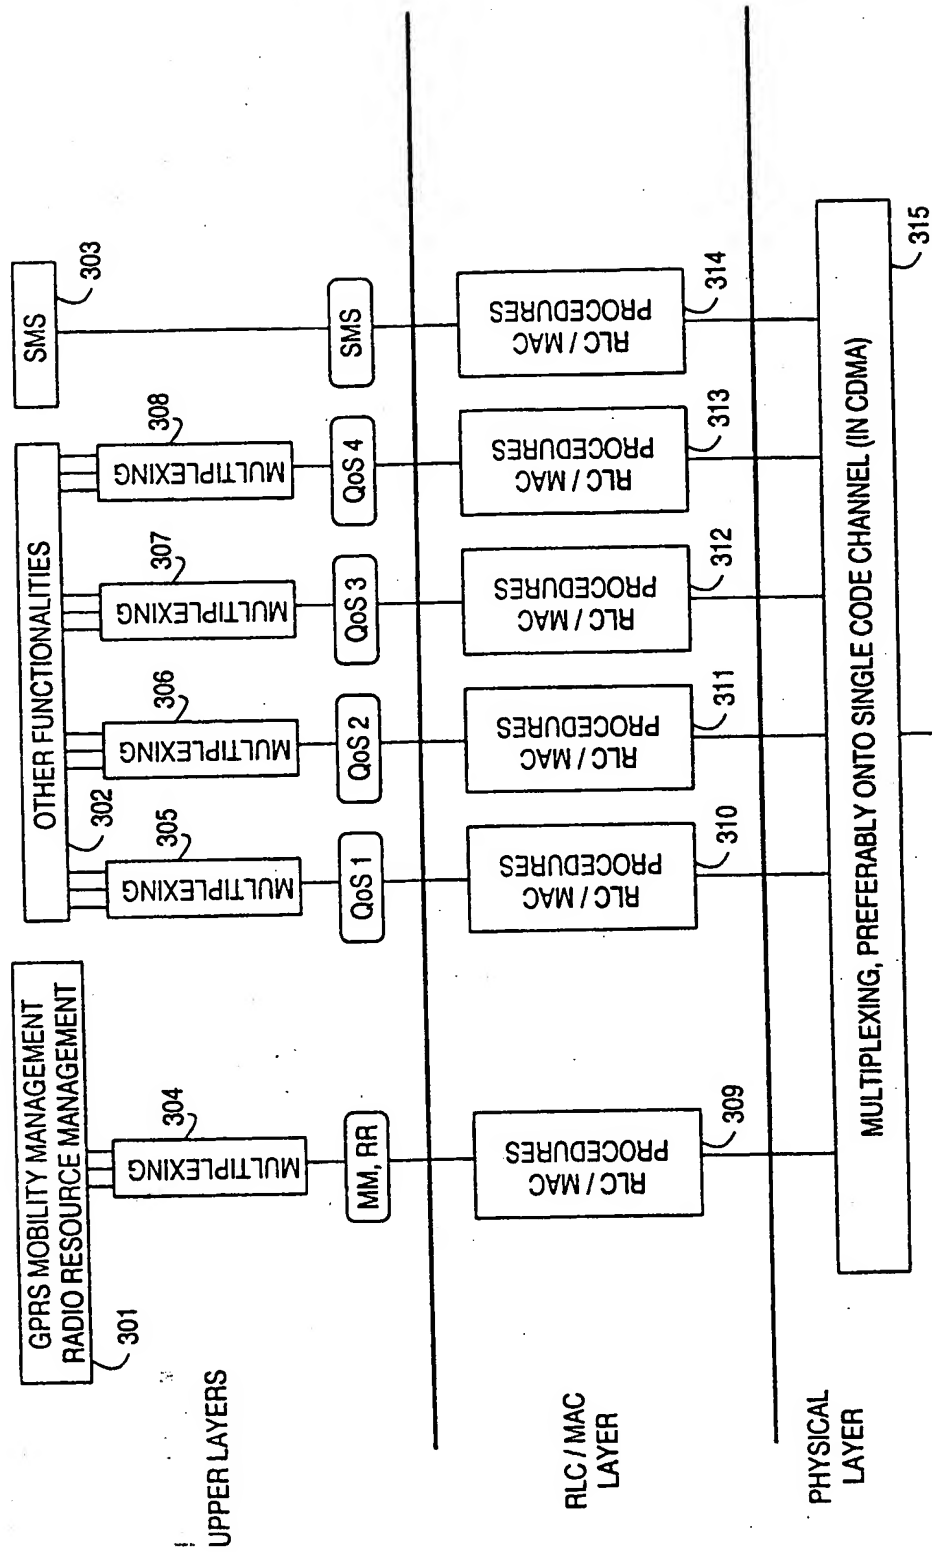 GPRS MOBILITY MANAGEMENT
RADIO RESOURCE MANAGEMENT
301
OTHER FUNCTIONALITIES
302
SMS
303
UPPER LAYERS
MULTIPLEXING
304
MULTIPLEXING
305
MULTIPLEXING
306
MULTIPLEXING
307
MULTIPLEXING
308
MM, RR
QoS 1
QoS 2
QoS 3
QoS 4
SMS
RLC / MAC
LAYER
RLC / MAC
PROCEDURES
309
RLC / MAC
PROCEDURES
310
RLC / MAC
PROCEDURES
311
RLC / MAC
PROCEDURES
312
RLC / MAC
PROCEDURES
313
RLC / MAC
PROCEDURES
314
PHYSICAL
LAYER
MULTIPLEXING, PREFERABLY ONTO SINGLE CODE CHANNEL (IN CDMA)
315